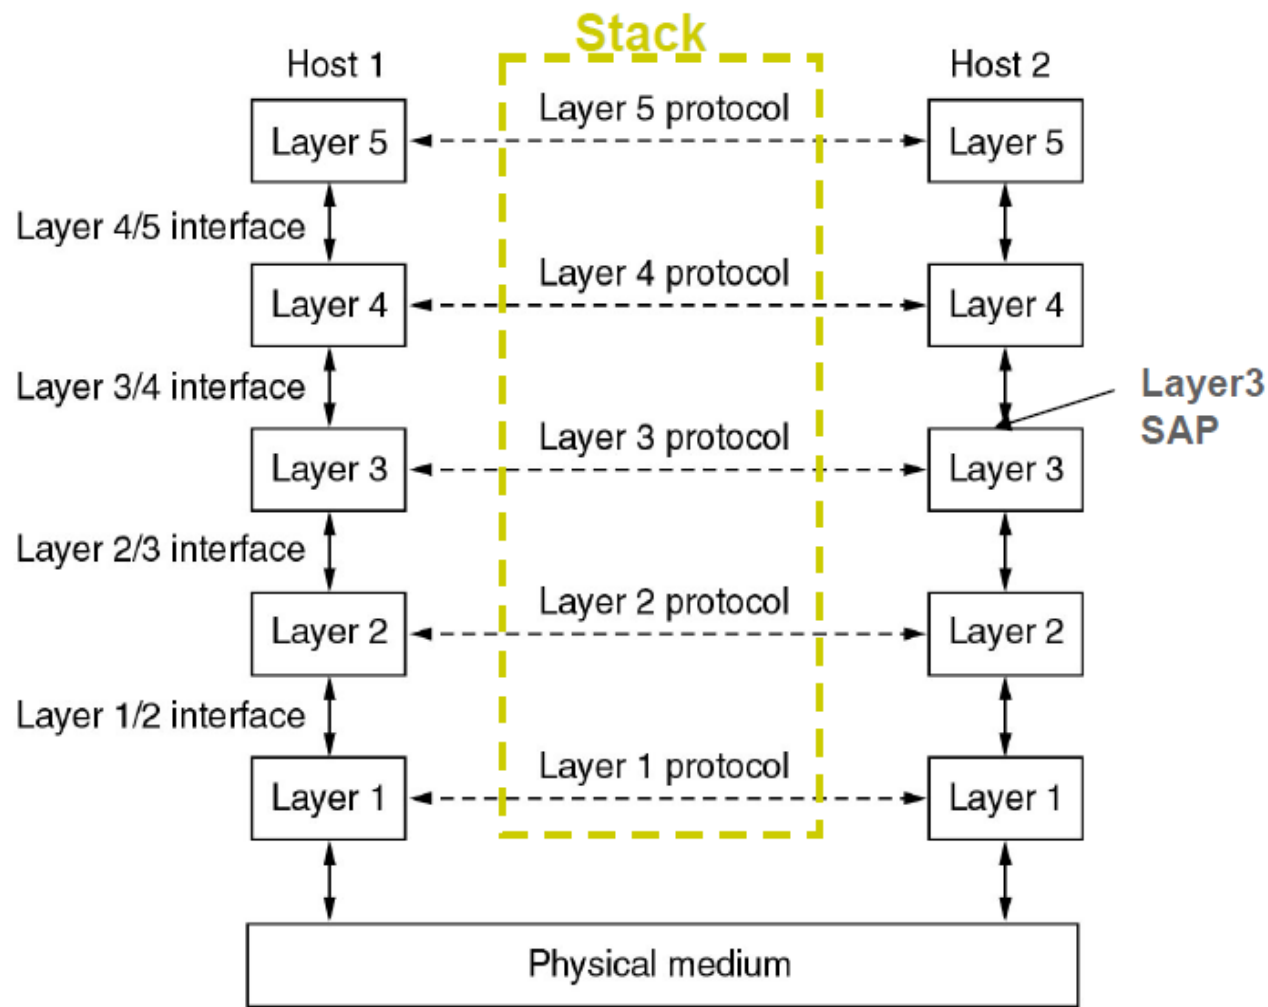 Stack
Host 1
Host 2
Layer 5 protocol
Layer 5
Layer 5
Layer 4/5 interface
Layer 4 protocol
Layer 4
Layer 4
Layer 3/4 interface
Layer3
SAP
Layer 3 protocol
Layer 3
Layer 3
Layer 2/3 interface
Layer 2 protocol
Layer 2
Layer 2
Layer 1/2 interface
Layer 1 protocol
Layer 1
Layer 1
Physical medium